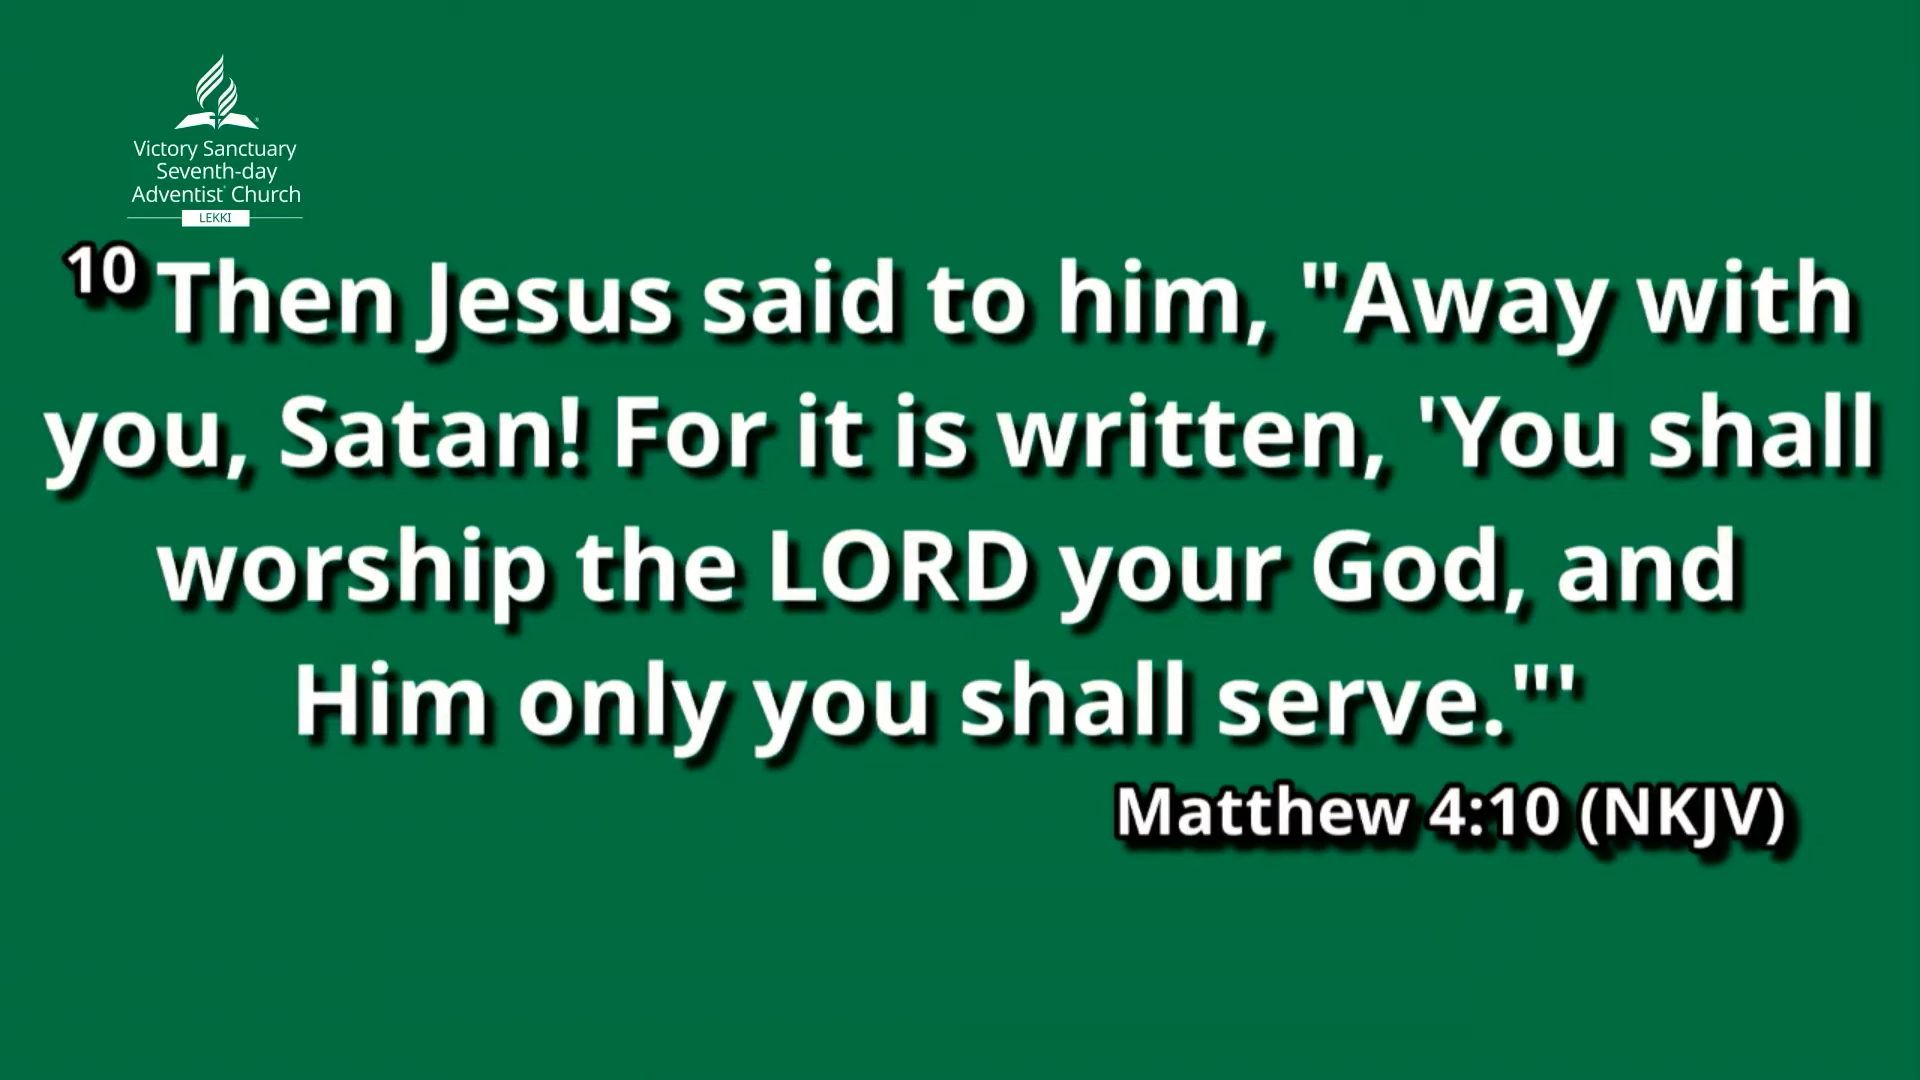 Victory Sanctuary
Seventh-day
Adventist® Church
LEKKI
10 Then Jesus said to him, "Away with
you, Satan! For it is written, 'You shall
worship the LORD your God, and
Him only you shall serve."'
Matthew 4:10 (NKJV)